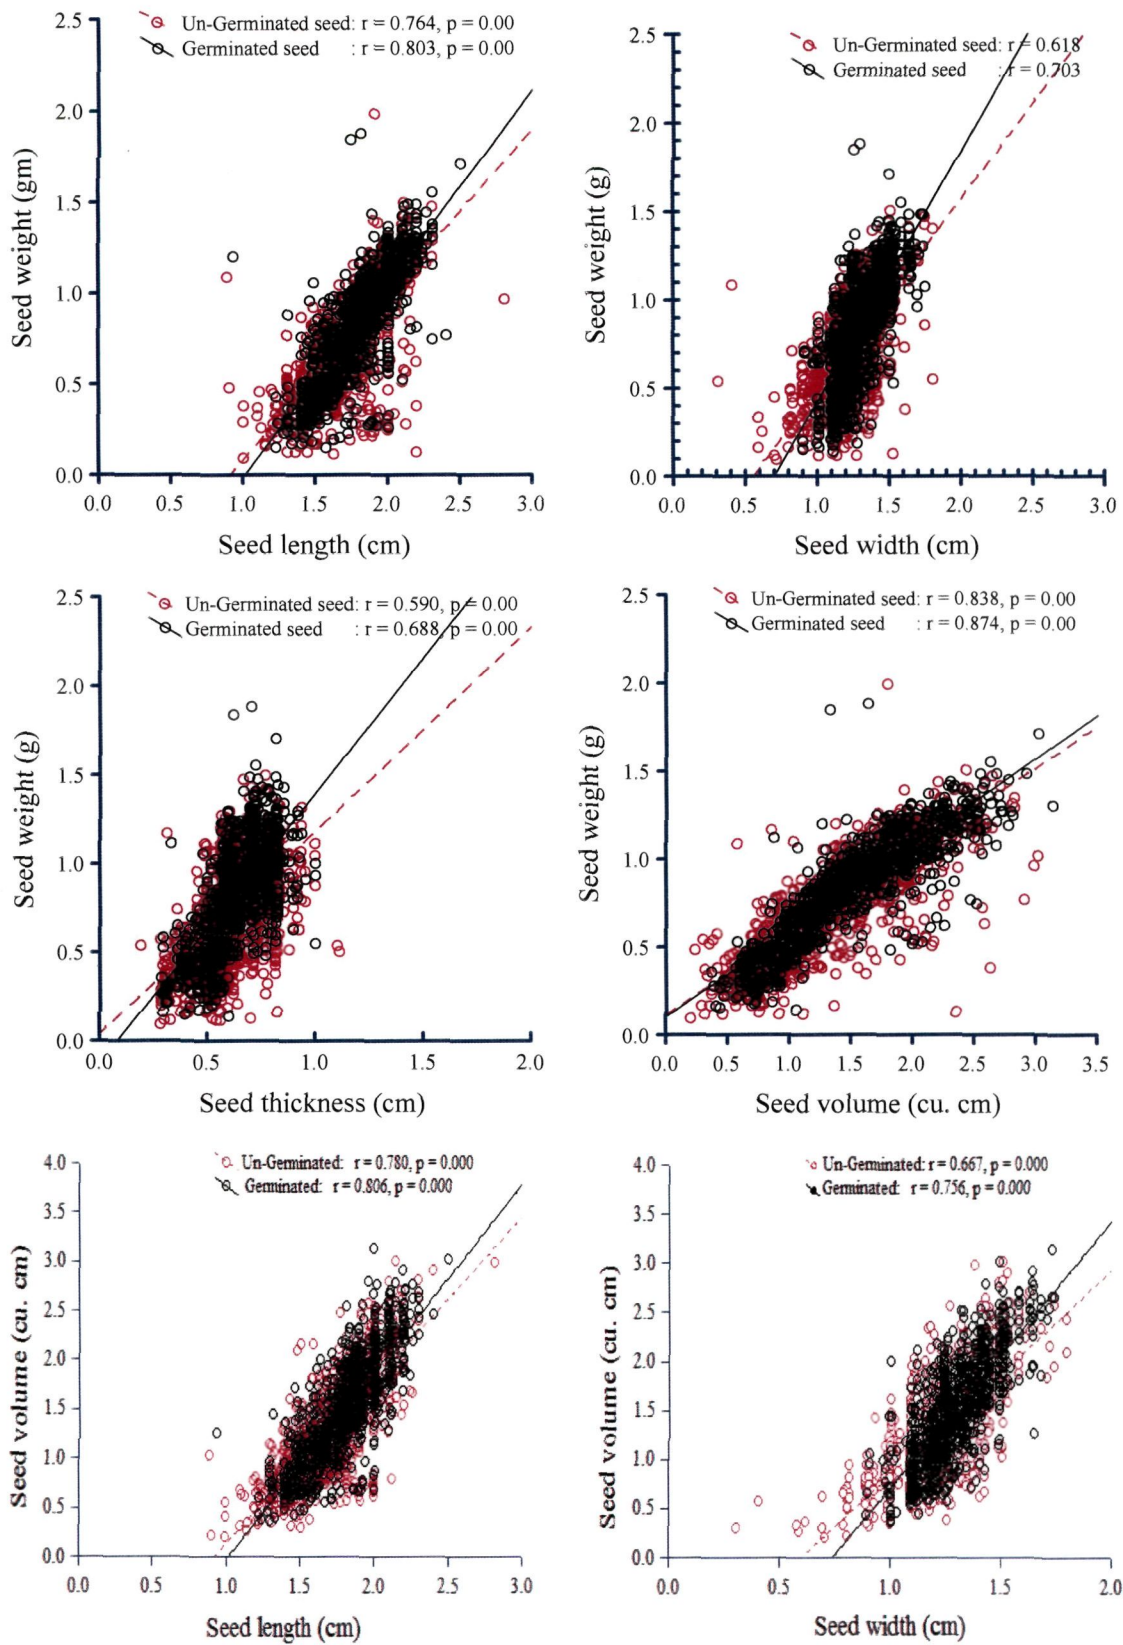 Un-Germinated seed: r = 0.764, p = 0.00
Germinated seed : r = 0.803, p = 0.00
2.5
2.0
1.5
1.0
0.5
0.0
Seed weight (gm)
0.0 0.5 1.0 1.5 2.0 2.5 3.0
Seed length (cm)
Un-Germinated seed: r = 0.618
Germinated seed : r = 0.703
2.5
2.0
1.5
1.0
0.5
0.0
Seed weight (g)
0.0 0.5 1.0 1.5 2.0 2.5 3.0
Seed width (cm)
Un-Germinated seed: r = 0.590, p = 0.00
Germinated seed : r = 0.688, p = 0.00
2.5
2.0
1.5
1.0
0.5
0.0
Seed weight (g)
0.0 0.5 1.0 1.5 2.0
Seed thickness (cm)
Un-Germinated seed: r = 0.838, p = 0.00
Germinated seed : r = 0.874, p = 0.00
2.5
2.0
1.5
1.0
0.5
0.0
Seed weight (g)
0.0 0.5 1.0 1.5 2.0 2.5 3.0 3.5
Seed volume (cu. cm)
Un-Germinated: r = 0.780, p = 0.000
Germinated: r = 0.806, p = 0.000
4.0
3.5
3.0
2.5
2.0
1.5
1.0
0.5
0.0
Seed volume (cu. cm)
0.0 0.5 1.0 1.5 2.0 2.5 3.0
Seed length (cm)
Un-Germinated: r = 0.667, p = 0.000
Germinated: r = 0.756, p = 0.000
4.0
3.5
3.0
2.5
2.0
1.5
1.0
0.5
0.0
Seed volume (cu. cm)
0.0 0.5 1.0 1.5 2.0
Seed width (cm)